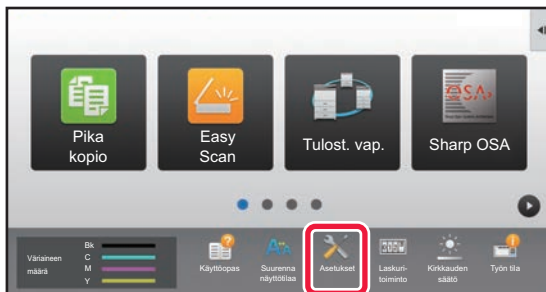 Pika
kopio
Easy
Scan
Tulost. vap.
OSA
Sharp OSA
Väriaineen
määrä
Bk
C
M
Y
Käyttöopas
Suurenna
näyttötilaa
Asetukset
Laskuri-
toiminto
Kirkkauden
säätö
Työn tila